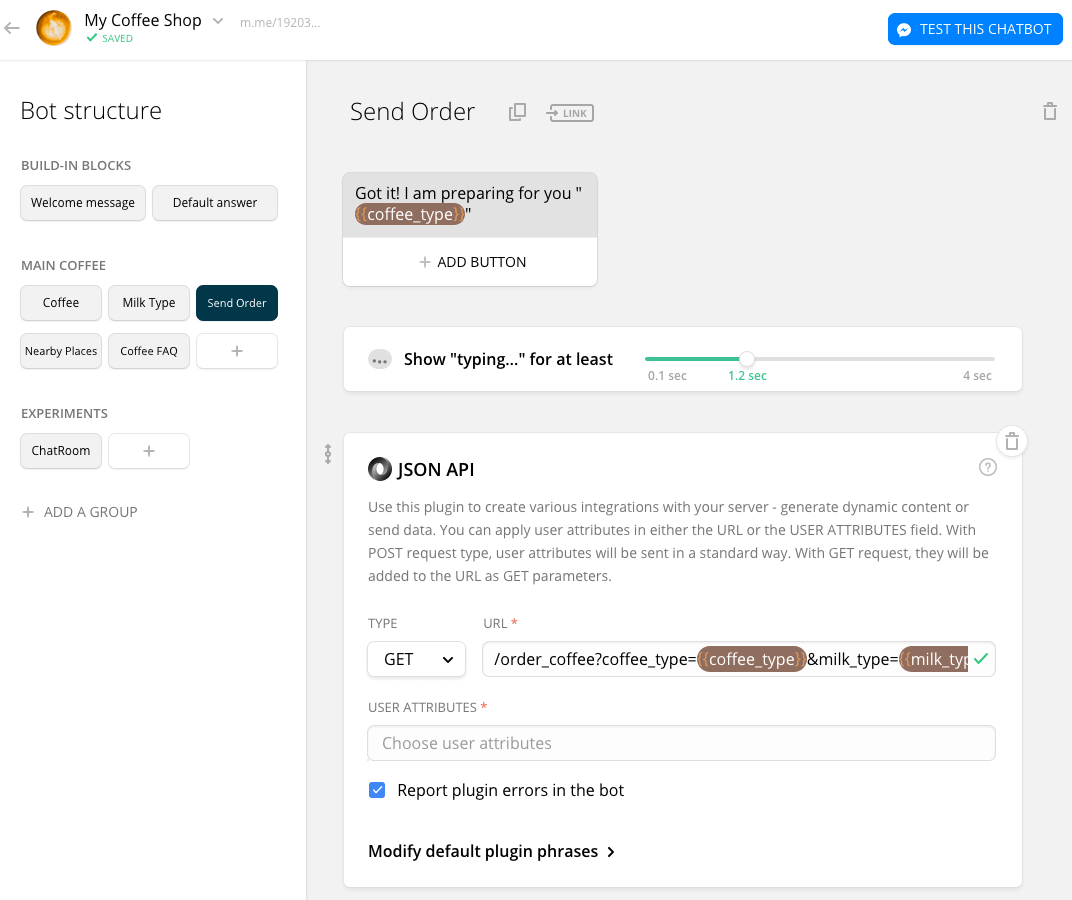 My Coffee Shop
m.me/19203...
SAVED
TEST THIS CHATBOT
Bot structure
BUILD-IN BLOCKS
Welcome message
Default answer
MAIN COFFEE
Coffee
Milk Type
Send Order
Nearby Places
Coffee FAQ
+
EXPERIMENTS
ChatRoom
+
+ ADD A GROUP
Send Order
LINK
Got it! I am preparing for you "
{{coffee_type}}"
+ ADD BUTTON
Show "typing..." for at least
0.1 sec
1.2 sec
4 sec
JSON API
?
Use this plugin to create various integrations with your server - generate dynamic content or
send data. You can apply user attributes in either the URL or the USER ATTRIBUTES field. With
POST request type, user attributes will be sent in a standard way. With GET request, they will be
added to the URL as GET parameters.
TYPE
URL *
GET
/order_coffee?coffee_type={{coffee_type}}&milk_type={{milk_typ
USER ATTRIBUTES *
Choose user attributes
Report plugin errors in the bot
Modify default plugin phrases >